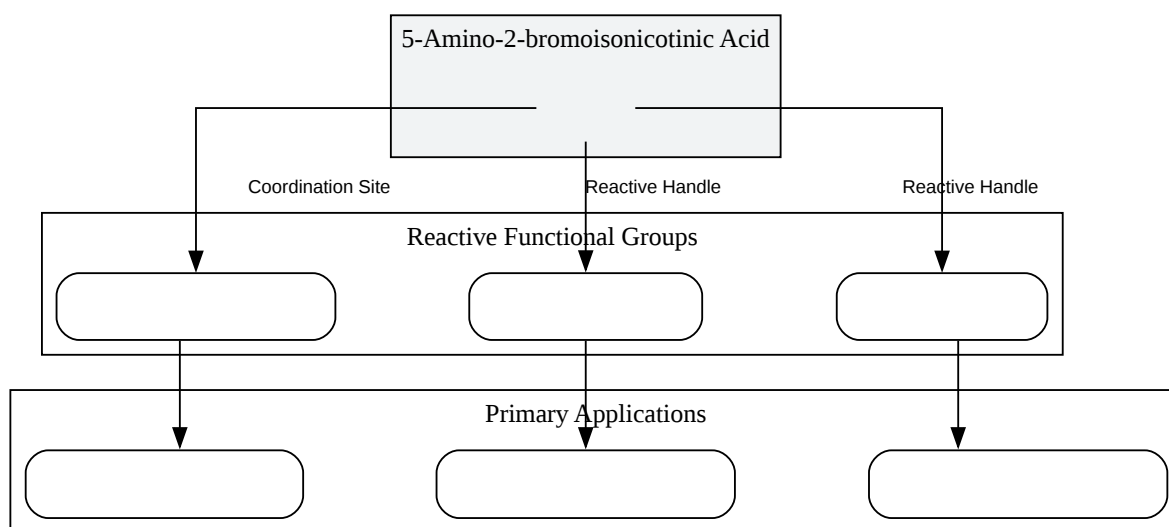 5-Amino-2-bromoisonicotinic Acid
Coordination Site
Reactive Handle
Reactive Handle
Reactive Functional Groups
Primary Applications